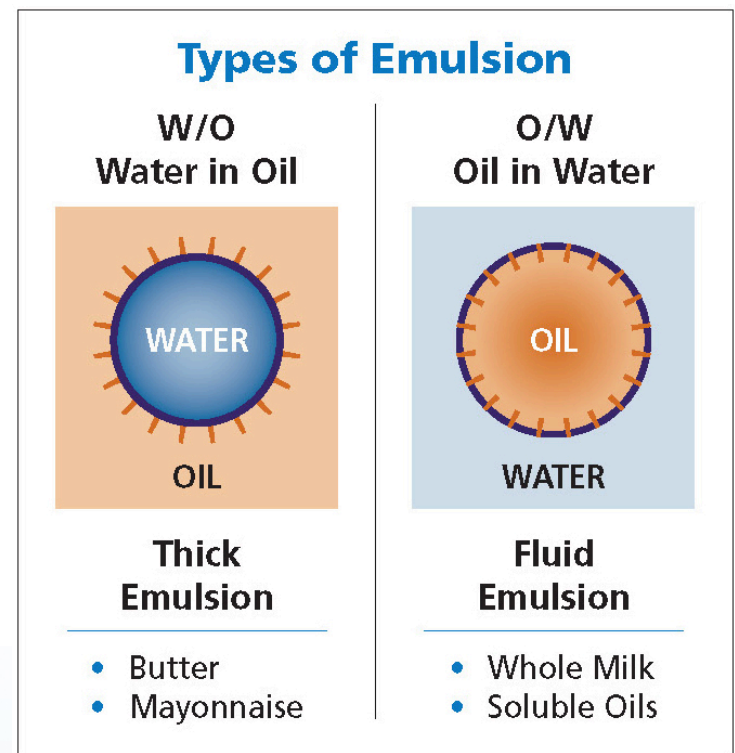 Types of Emulsion
W/O
Water in Oil
WATER
OIL
Thick
Emulsion
• Butter
• Mayonnaise
O/W
Oil in Water
OIL
WATER
Fluid
Emulsion
• Whole Milk
• Soluble Oils